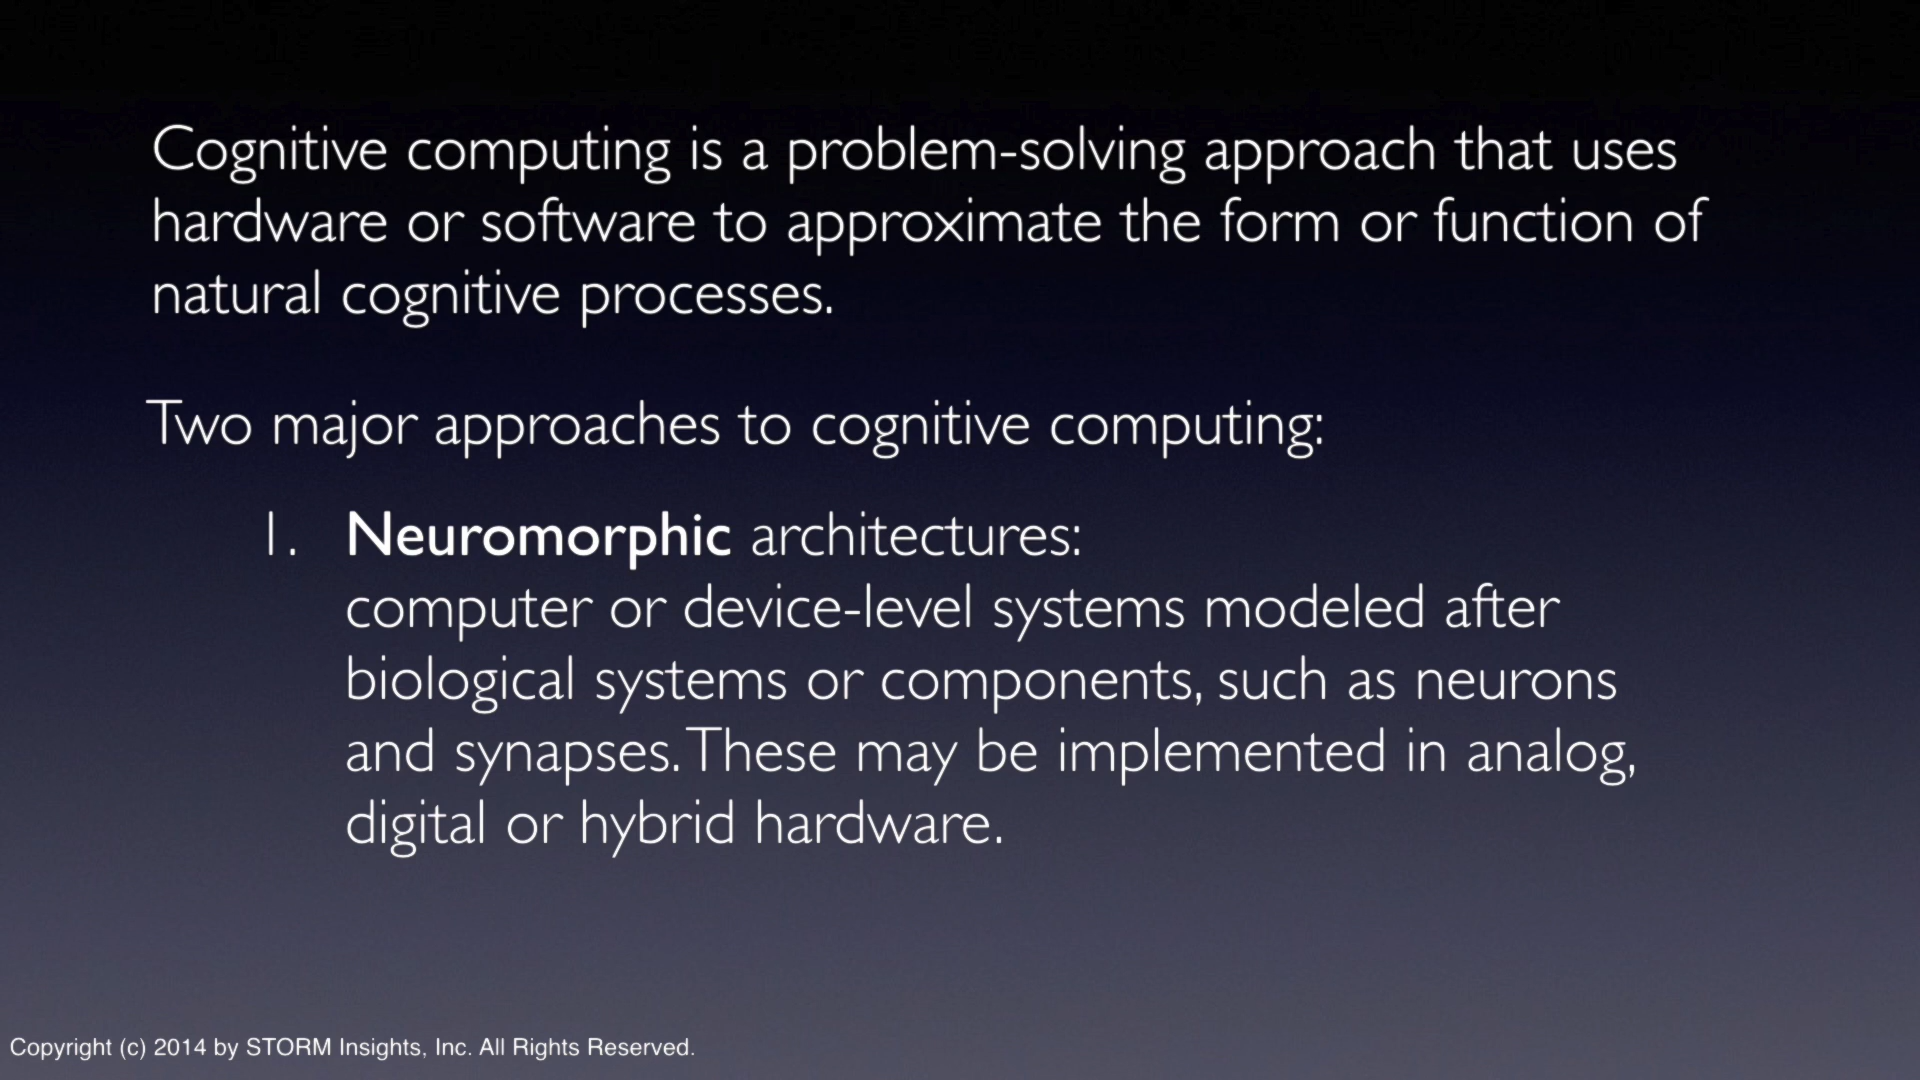 Cognitive computing is a problem-solving approach that uses
hardware or software to approximate the form or function of
natural cognitive processes.
Two major approaches to cognitive computing:
1. Neuromorphic architectures:
computer or device-level systems modeled after
biological systems or components, such as neurons
and synapses. These may be implemented in analog,
digital or hybrid hardware.
Copyright (c) 2014 by STORM Insights, Inc. All Rights Reserved.